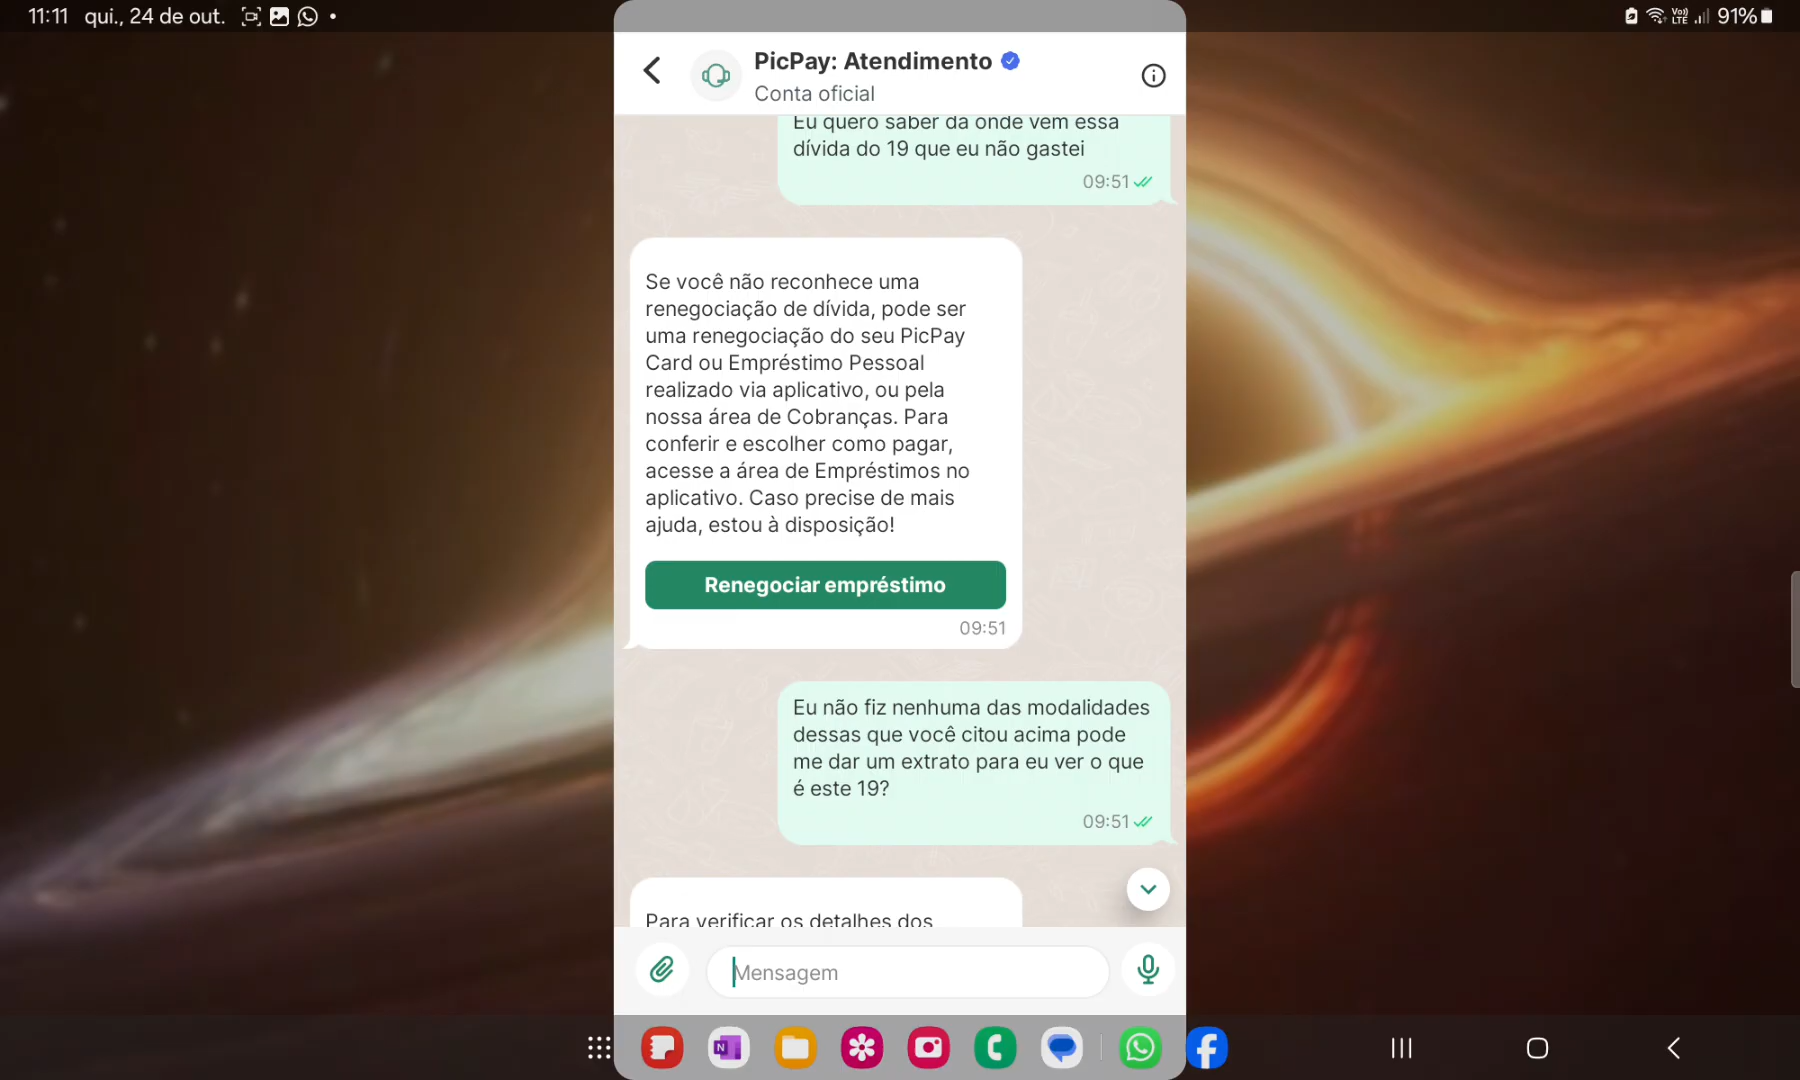 11:11 qui., 24 de out.
91%
PicPay: Atendimento
Conta oficial
Eu quero saber da onde vem essa
dívida do 19 que eu não gastei
09:51
Se você não reconhece uma
renegociação de dívida, pode ser
uma renegociação do seu PicPay
Card ou Empréstimo Pessoal
realizado via aplicativo, ou pela
nossa área de Cobranças. Para
conferir e escolher como pagar,
acesse a área de Empréstimos no
aplicativo. Caso precise de mais
ajuda, estou à disposição!
Renegociar empréstimo
09:51
Eu não fiz nenhuma das modalidades
dessas que você citou acima pode
me dar um extrato para eu ver o que
é este 19?
09:51
Para verificar os detalhes dos
Mensagem